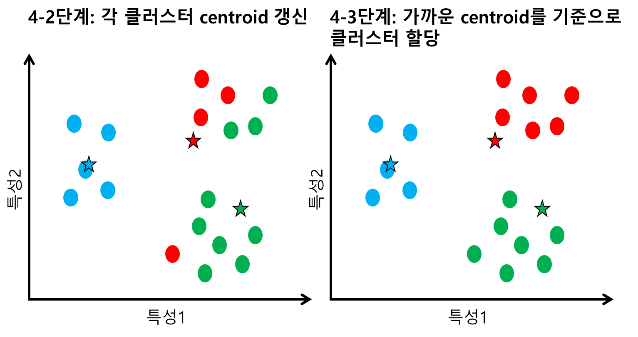 4-2단계: 각 클러스터 centroid 갱신
4-3단계: 가까운 centroid를 기준으로
클러스터 할당
특성2
특성1
특성2
특성1